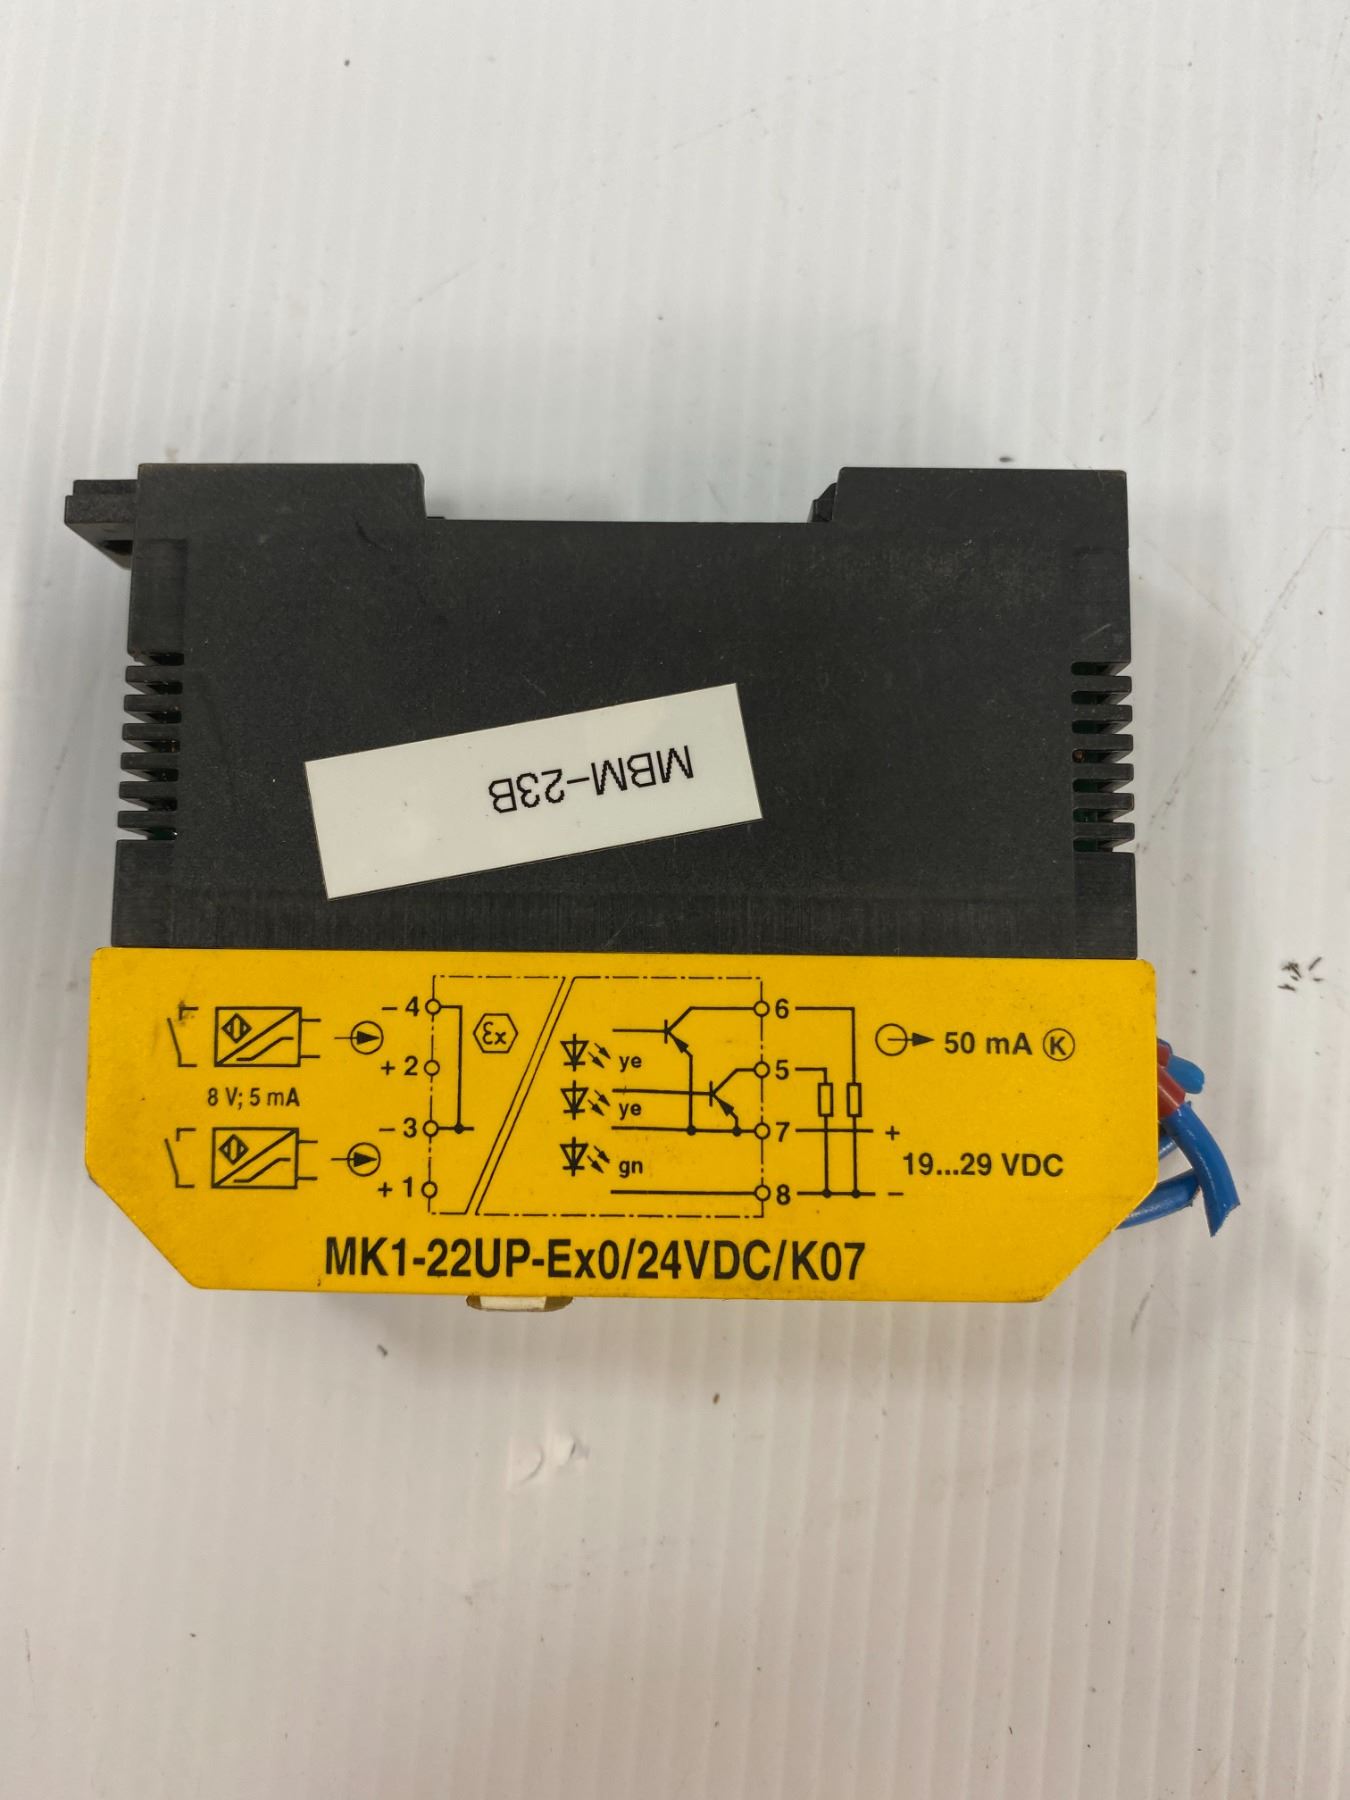 MBM-23B
- 4
+ 2
8 V; 5 mA
- 3
+ 1
Ex
ye
ye
gn
6
5
7
8
50 mA K
+
19...29 VDC
-
MK1-22UP-Ex0/24VDC/K07